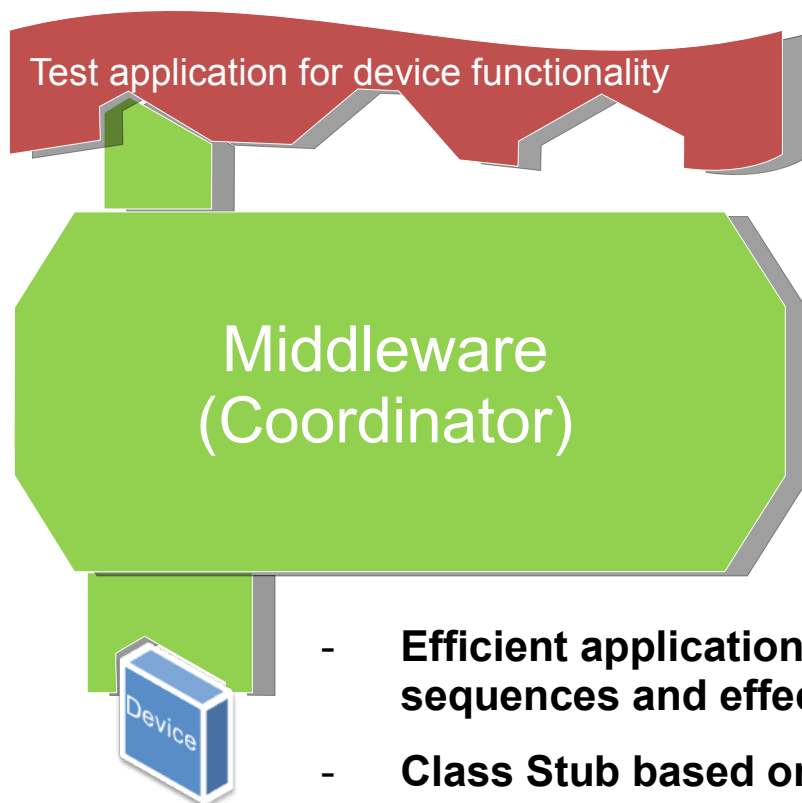 Test application for device functionality
Middleware
(Coordinator)
- Efficient application
sequences and effe
Device
- Class Stub based o